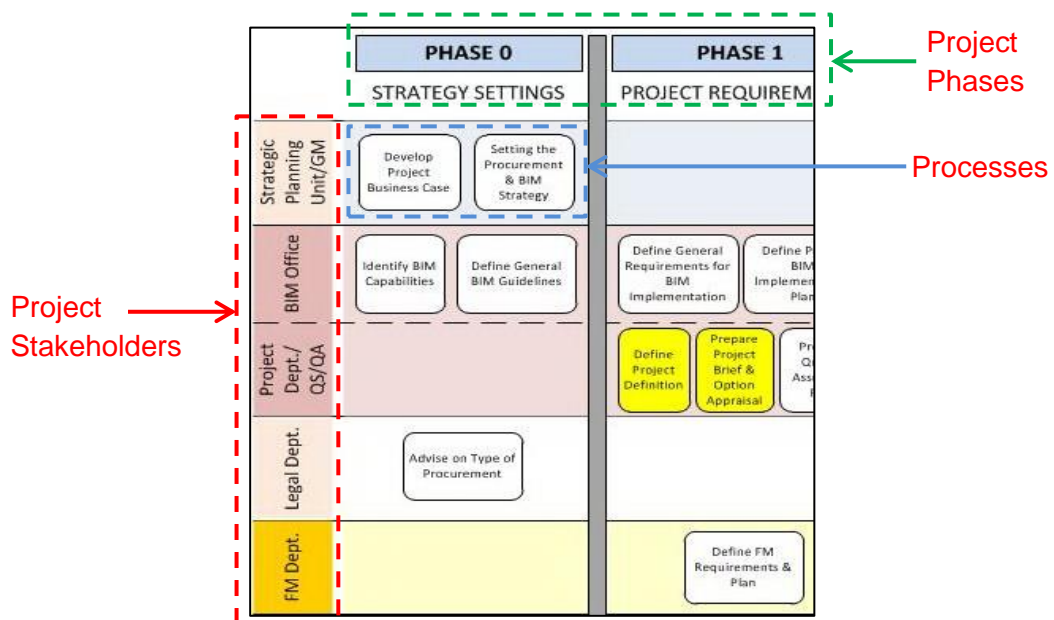 PHASE 0
PHASE 1
Project
Phases
STRATEGY SETTINGS
PROJECT REQUIREM
Strategic
Planning
Unit/GM
Develop
Project
Business Case
Setting the
Procurement
& BIM
Strategy
Processes
BIM Office
Identify BIM
Capabilities
Define General
BIM Guidelines
Define General
Requirements for
BIM
Implementation
Define P
BIM
Implemen
Plan
Project
Stakeholders
Project
Dept./
QS/QA
Define
Project
Definition
Prepare
Project
Brief &
Option
Appraisal
Pr
Q
Ass
Legal Dept.
Advise on Type of
Procurement
FM Dept.
Define FM
Requirements &
Plan